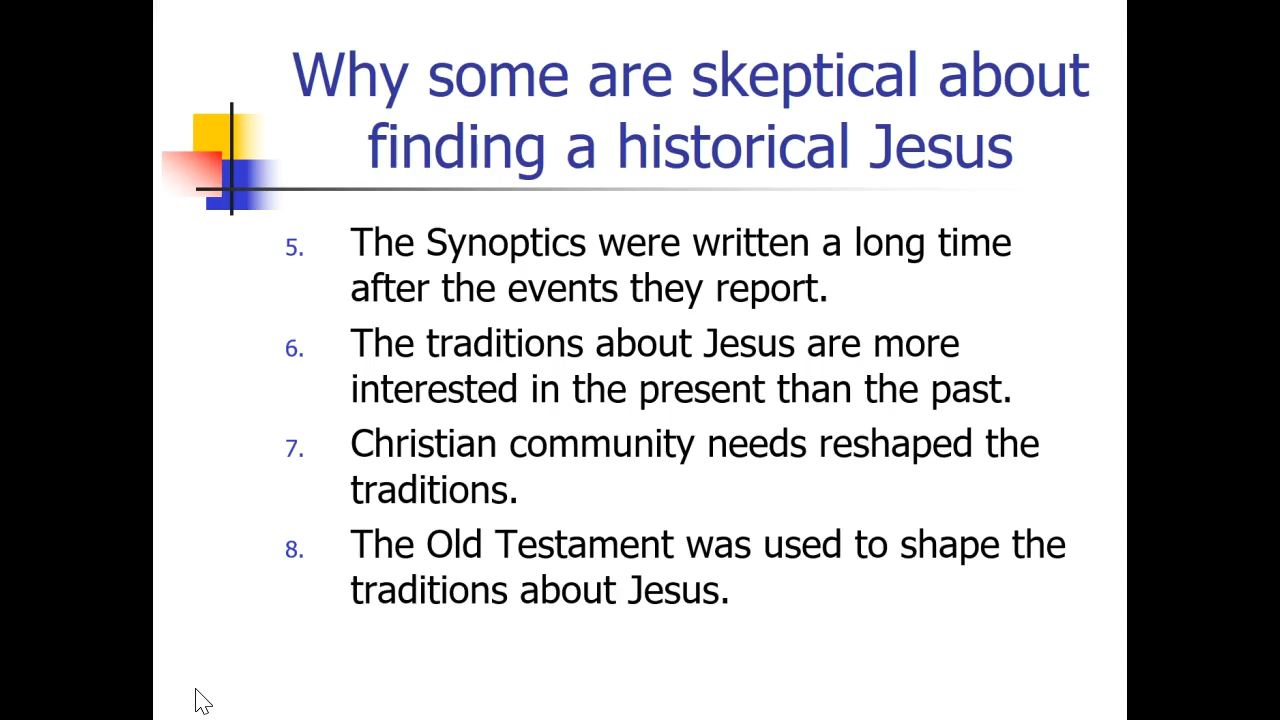 Why some are skeptical about
finding a historical Jesus
5. The Synoptics were written a long time
after the events they report.
6. The traditions about Jesus are more
interested in the present than the past.
7. Christian community needs reshaped the
traditions.
8. The Old Testament was used to shape the
traditions about Jesus.